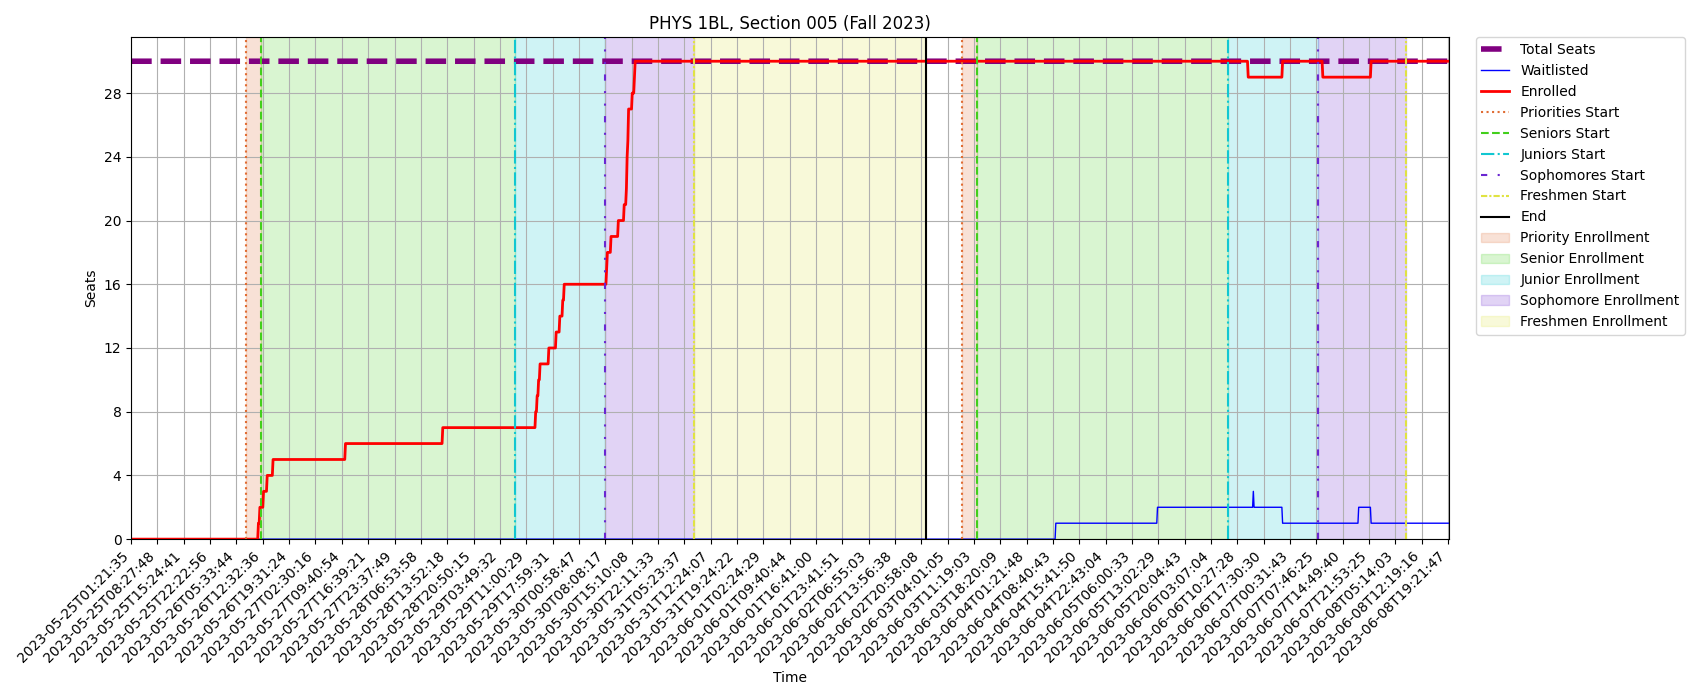 PHYS 1BL, Section 005 (Fall 2023)
Seats
28
24
20
16
12
8
4
0
2023-05-25T01:21:35
2023-05-25T08:27:48
2023-05-25T15:24:41
2023-05-25T22:22:56
2023-05-26T05:33:44
2023-05-26T12:32:36
2023-05-26T19:31:24
2023-05-27T02:30:16
2023-05-27T09:40:54
2023-05-27T16:39:21
2023-05-27T23:37:49
2023-05-28T06:53:58
2023-05-28T13:52:18
2023-05-28T20:50:15
2023-05-29T03:49:32
2023-05-29T11:00:29
2023-05-29T17:59:31
2023-05-30T00:58:47
2023-05-30T08:08:17
2023-05-30T15:10:08
2023-05-30T22:11:33
2023-05-31T05:23:37
2023-05-31T12:24:07
2023-05-31T19:24:22
2023-06-01T02:24:29
2023-06-01T09:40:44
2023-06-01T16:41:00
2023-06-01T23:41:51
2023-06-02T06:55:03
2023-06-02T13:56:38
2023-06-02T20:58:08
2023-06-03T04:01:05
2023-06-03T11:19:03
2023-06-03T18:20:09
2023-06-04T01:21:48
2023-06-04T08:40:43
2023-06-04T15:41:50
2023-06-04T22:43:04
2023-06-05T06:00:33
2023-06-05T13:02:29
2023-06-05T20:04:43
2023-06-06T03:07:04
2023-06-06T10:27:28
2023-06-06T17:30:30
2023-06-07T00:31:43
2023-06-07T07:46:25
2023-06-07T14:49:40
2023-06-07T21:53:25
2023-06-08T05:14:03
2023-06-08T12:19:16
2023-06-08T19:21:47
Time
Total Seats
Waitlisted
Enrolled
Priorities Start
Seniors Start
Juniors Start
Sophomores Start
Freshmen Start
End
Priority Enrollment
Senior Enrollment
Junior Enrollment
Sophomore Enrollment
Freshmen Enrollment